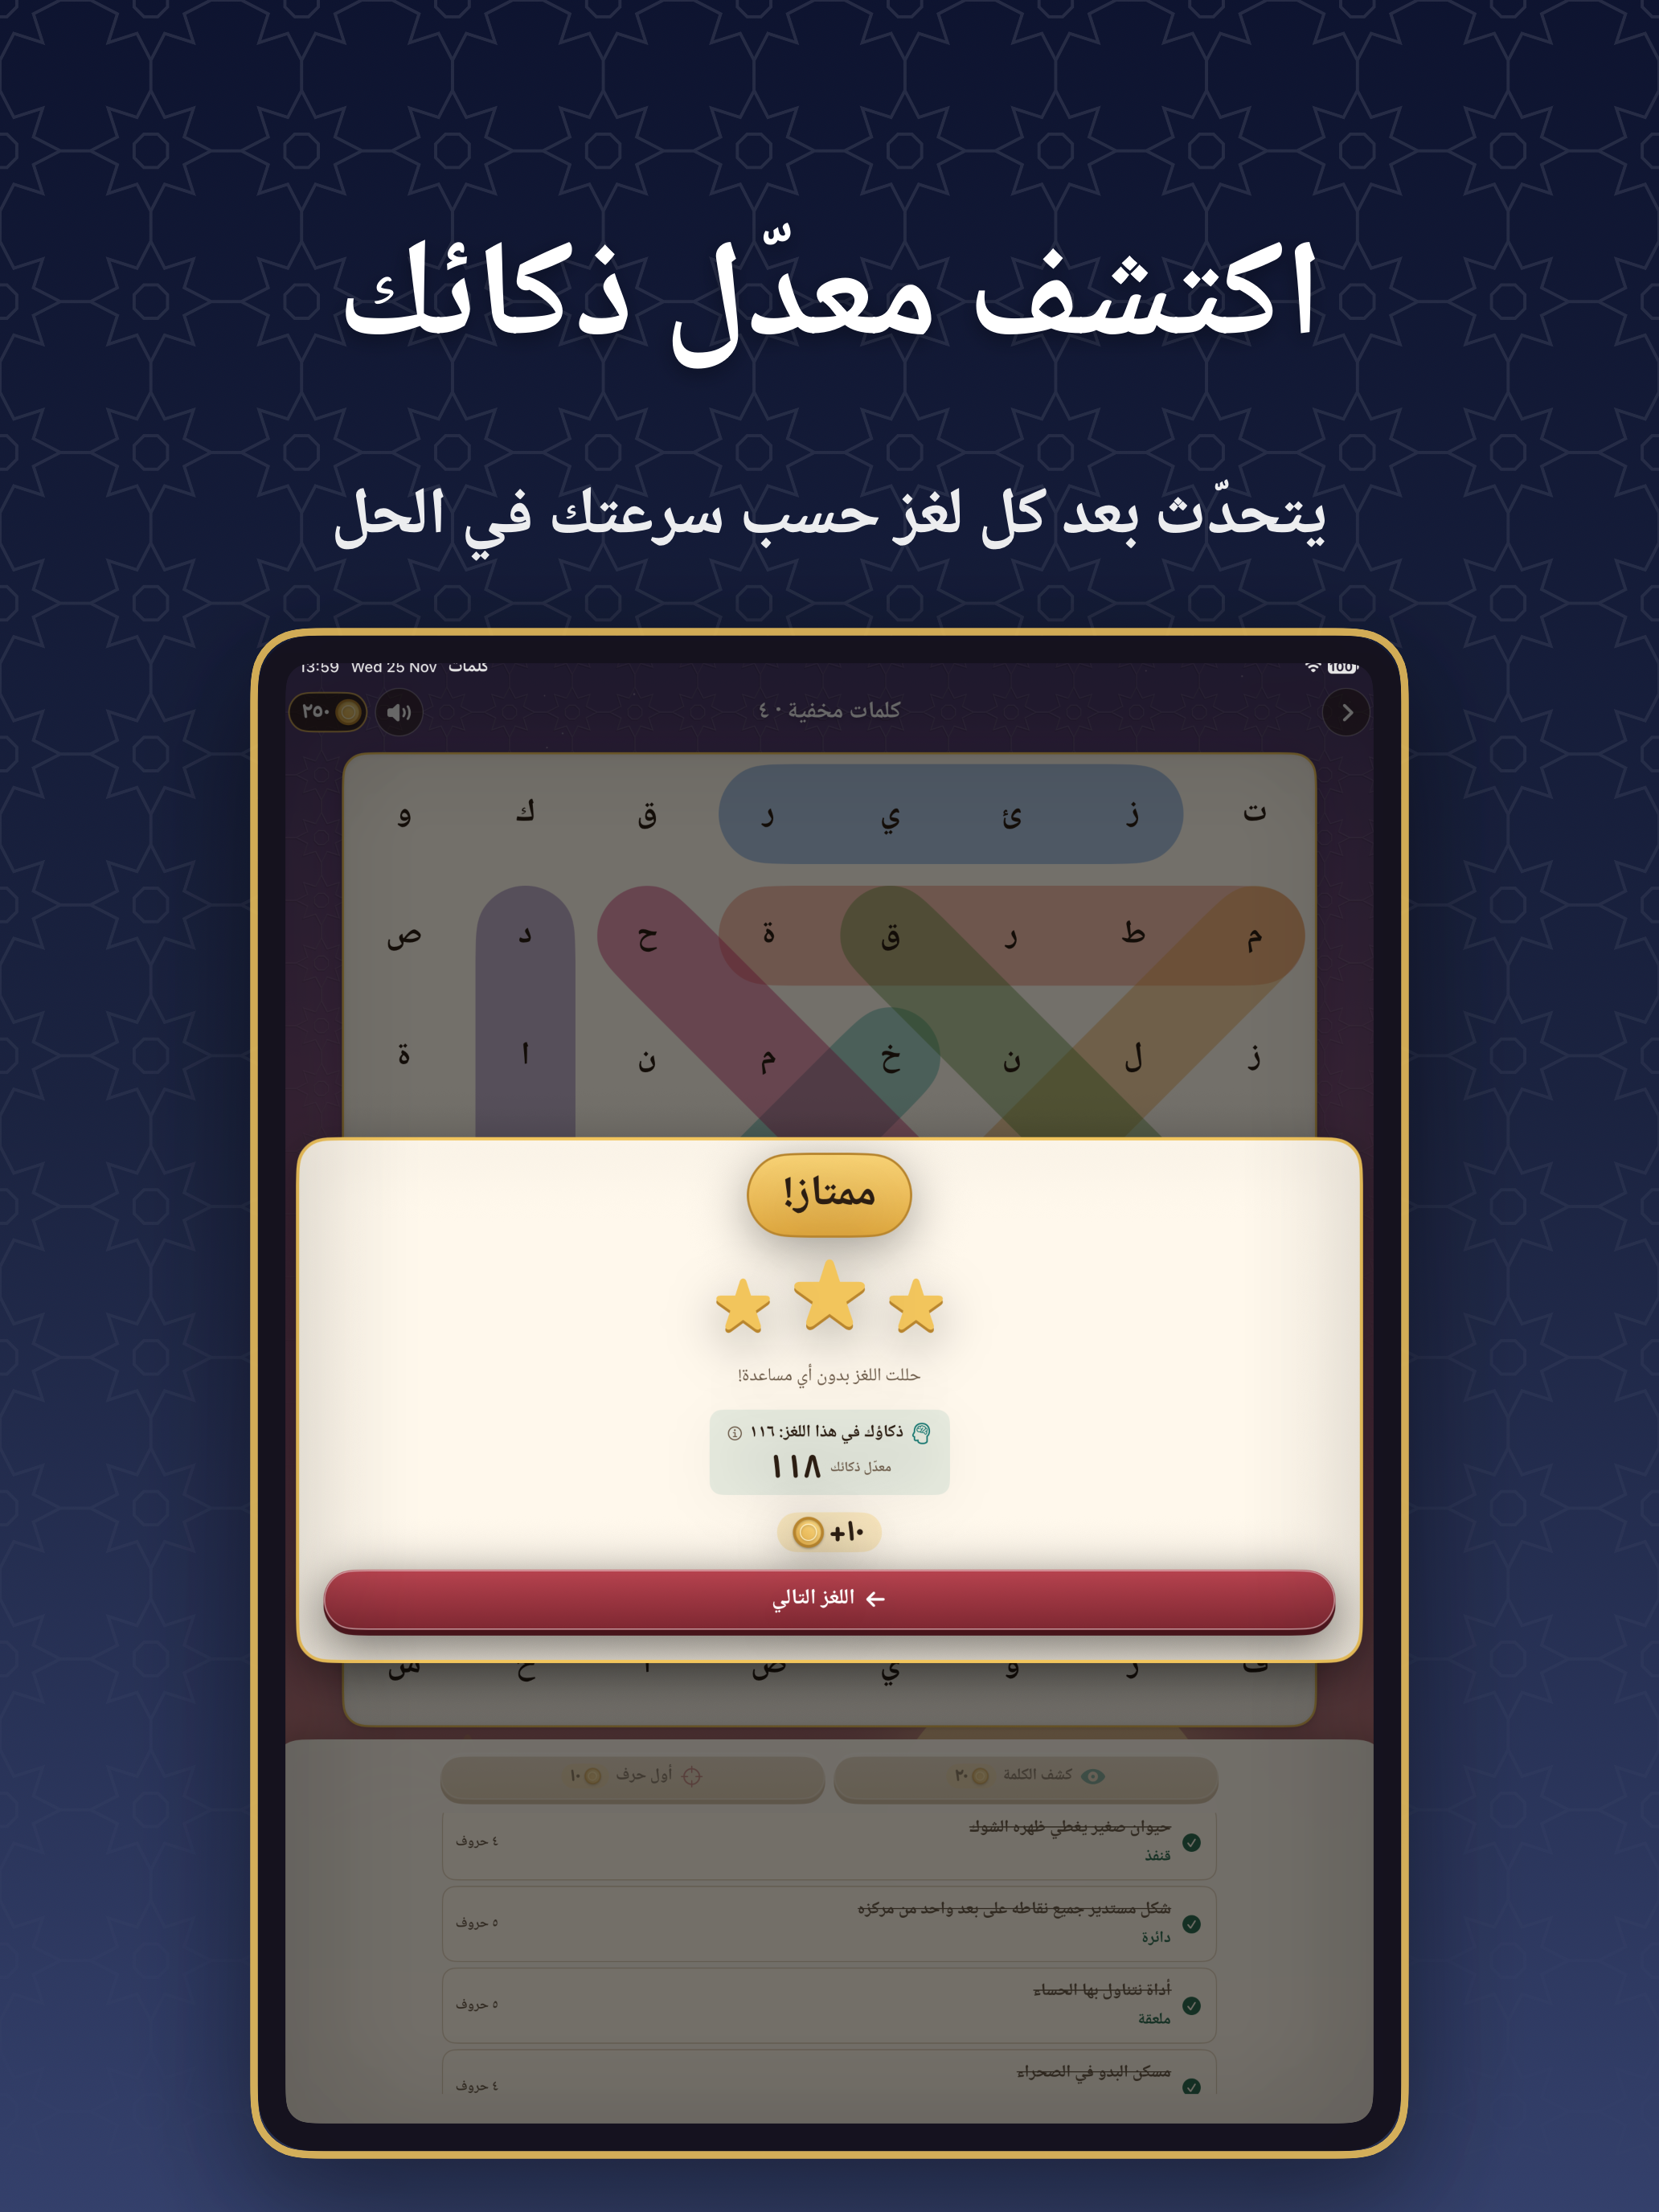 اكتشف معدّل ذكائك
يتحدّث بعد كل لغز حسب سرعتك في الحل
13:59 Wed 25 Nov كلمات
100
٢٥٠
كلمات مخفية · ٤
ت ز ئ ي ر ق ك و
م ط ر ق ة ح د ص
ز ل ن خ م ن ا ة
ممتاز!
حللت اللغز بدون أي مساعدة!
ذكاؤك في هذا اللغز: ١١٦
معدّل ذكائك ١١٨
+١٠
اللغز التالي
كشف الكلمة ٢٠
أول حرف ١٠
حيوان صغير يغطي ظهره الشوك
قنفذ
٤ حروف
شكل مستدير جميع نقاطه على بعد واحد من مركزه
دائرة
٥ حروف
أداة نتناول بها الحساء
ملعقة
٥ حروف
مسكن البدو في الصحراء
٤ حروف